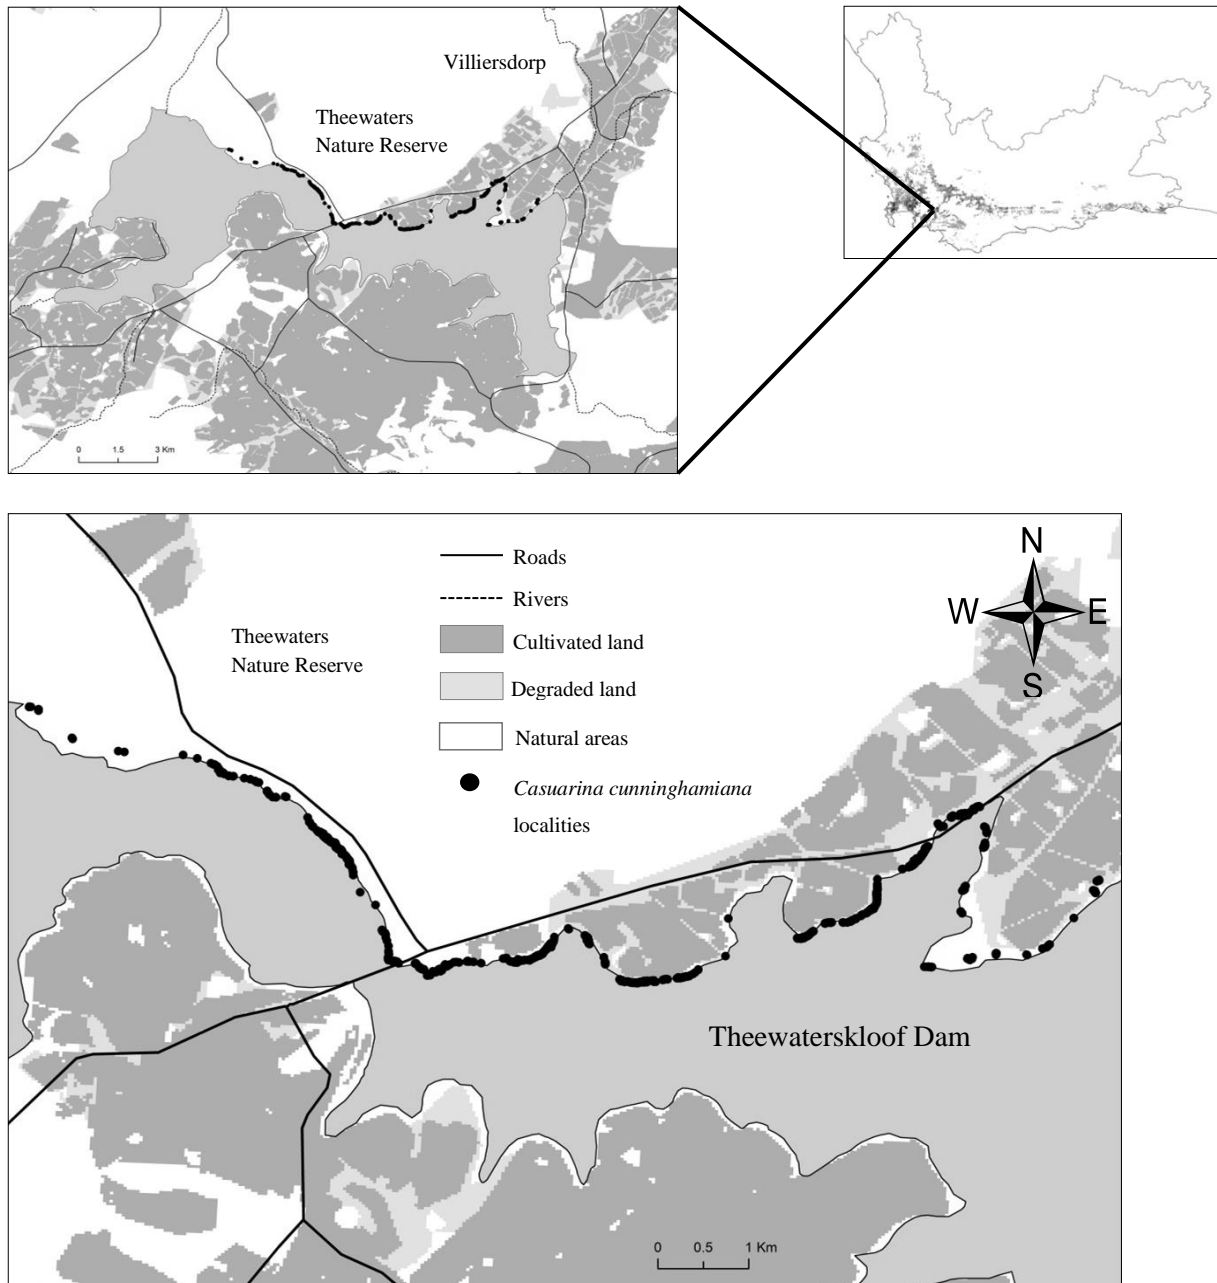 Villiersdorp
Theewaters
Nature Reserve
0 1.5 3 Km
Roads
Rivers
Theewaters
Nature Reserve
Cultivated land
Degraded land
Natural areas
Casuarina cunninghamiana
localities
N
W E
S
Theewaterskloof Dam
0 0.5 1 Km